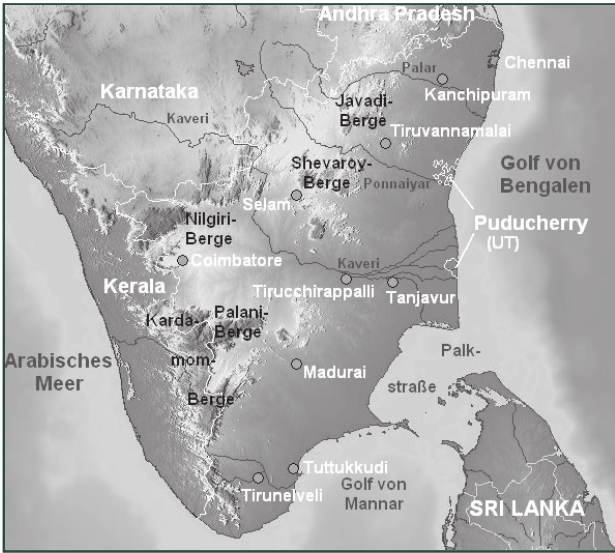 Andhra Pradesh
Chennai
Palar
Karnataka
Kanchipuram
Javadi-
Berge
Kaveri
Tiruvannamalai
Shevaroy-
Berge
Golf von
Bengalen
Ponnaiyar
Selam
Nilgiri-
Berge
Puducherry
(UT)
Coimbatore
Kaveri
Kerala
Tirucchirappalli
Tanjavur
Karda-
mom-
Berge
Palani-
Berge
Arabisches
Meer
Palk-
straße
Madurai
Tuttukkudi
Tirunelveli
Golf von
Mannar
SRI LANKA